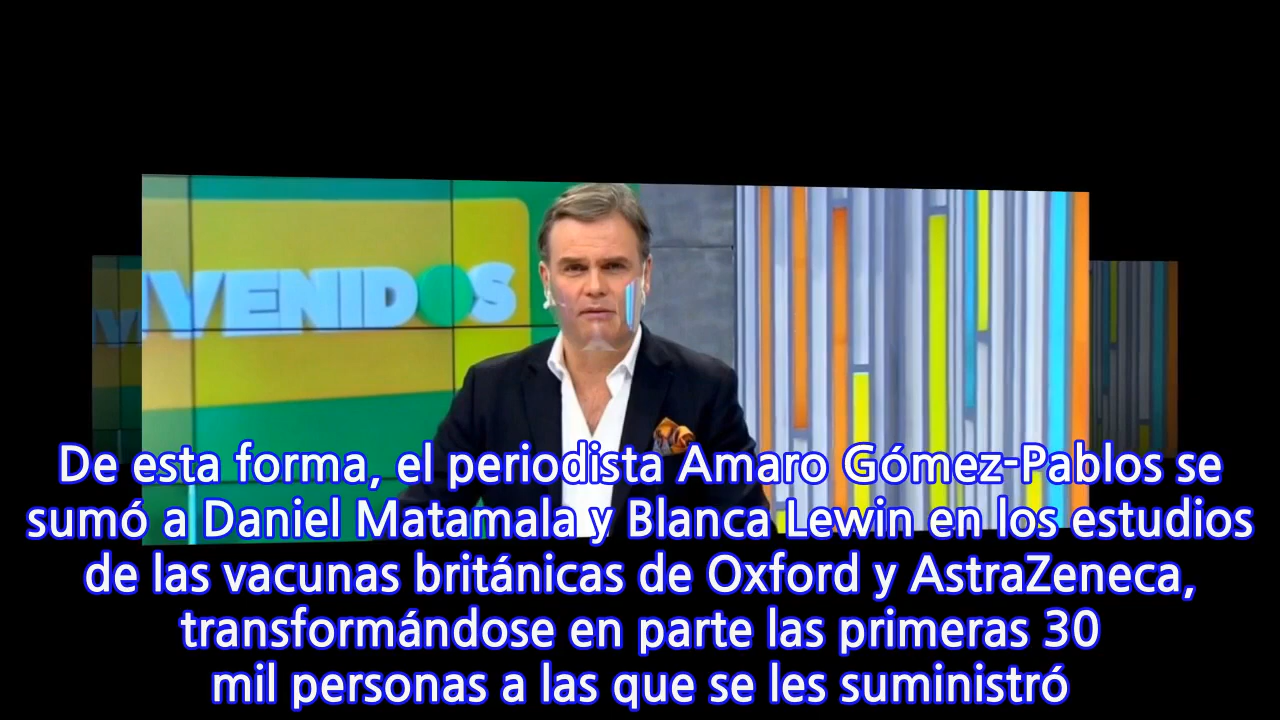 NVENIDOS
De esta forma, el periodista Amaro Gómez-Pablos se
sumó a Daniel Matamala y Blanca Lewin en los estudios
de las vacunas británicas de Oxford y AstraZeneca,
transformándose en parte las primeras 30
mil personas a las que se les suministró